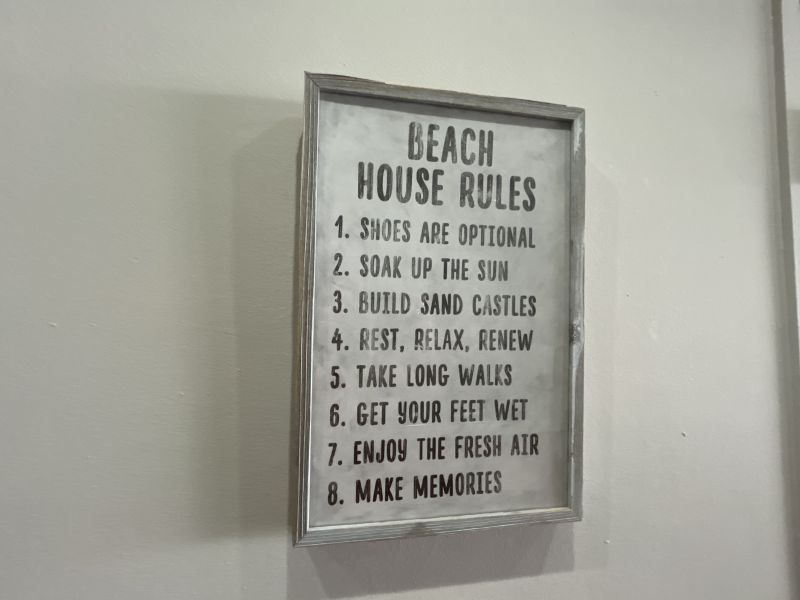 BEACH
HOUSE RULES
1. SHOES ARE OPTIONAL
2. SOAK UP THE SUN
3. BUILD SAND CASTLES
4. REST, RELAX, RENEW
5. TAKE LONG WALKS
6. GET YOUR FEET WET
7. ENJOY THE FRESH AIR
8. MAKE MEMORIES